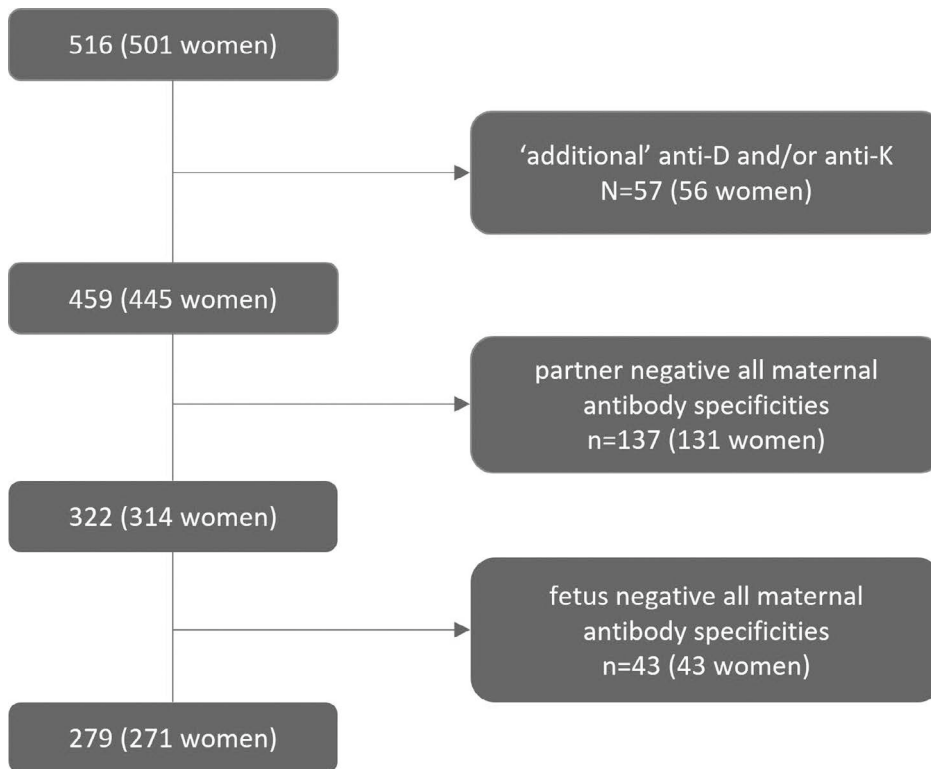 516 (501 women)
‘additional’ anti-D and/or anti-K
N=57 (56 women)
459 (445 women)
partner negative all maternal
antibody specificities
n=137 (131 women)
322 (314 women)
fetus negative all maternal
antibody specificities
n=43 (43 women)
279 (271 women)